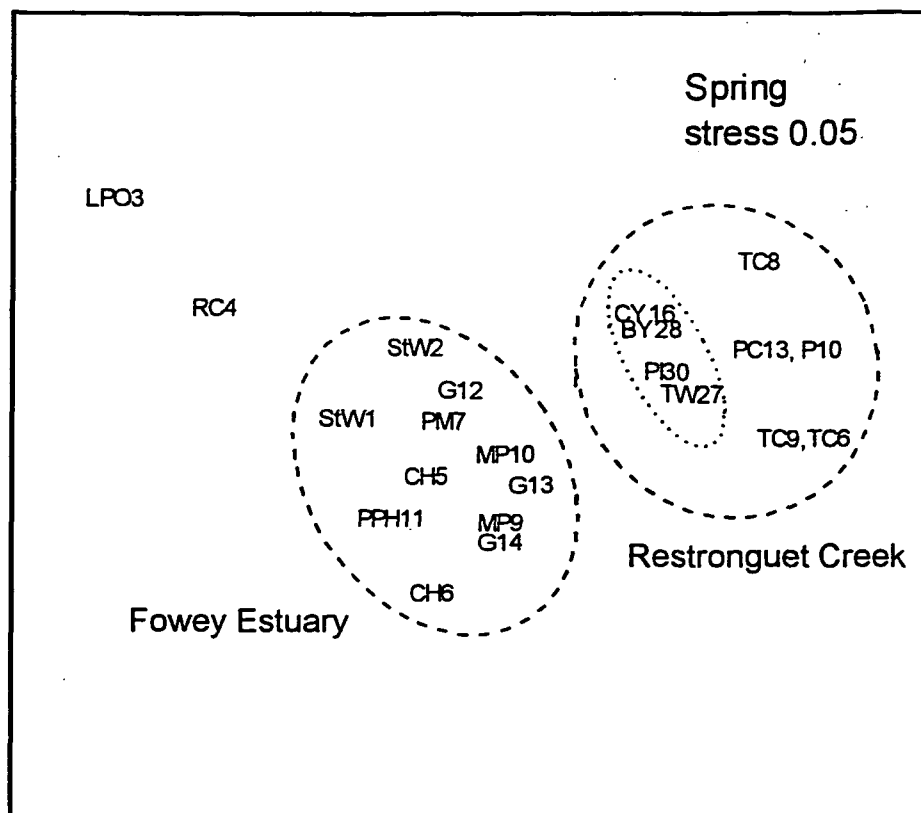 Spring
stress 0.05
LPO3
TC8
RC4
CY16
BY28
StW2
PC13, P10
PI30
G12
TW27
StW1
PM7
TC9,TC6
MP10
CH5
G13
PPH11
MP9
G14
Restronguet Creek
CH6
Fowey Estuary